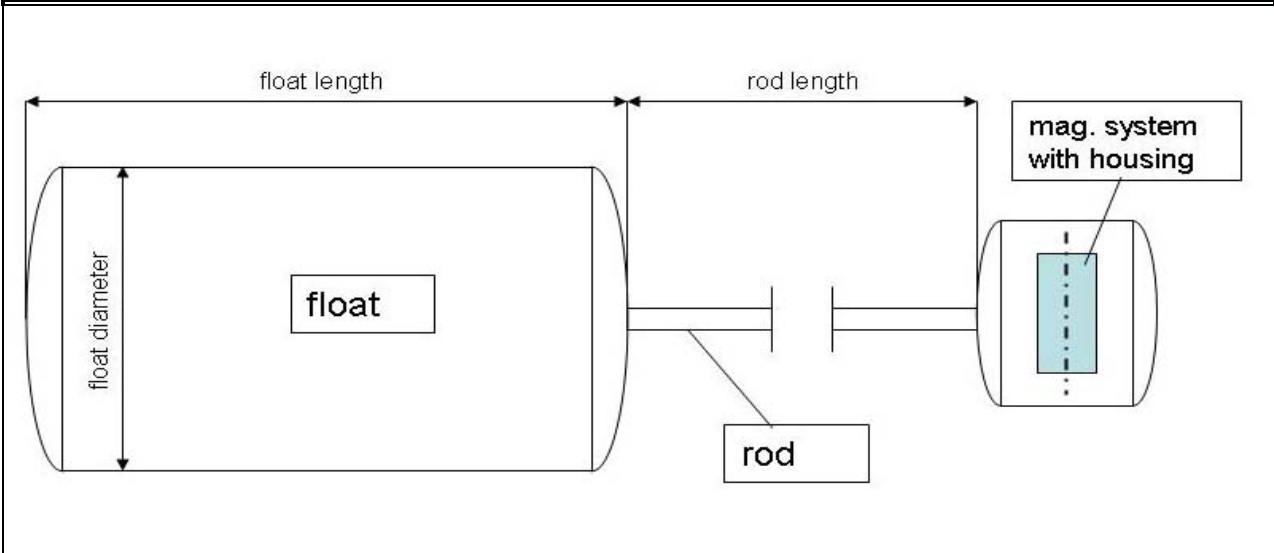 float length
rod length
mag. system
with housing
float diameter
float
rod